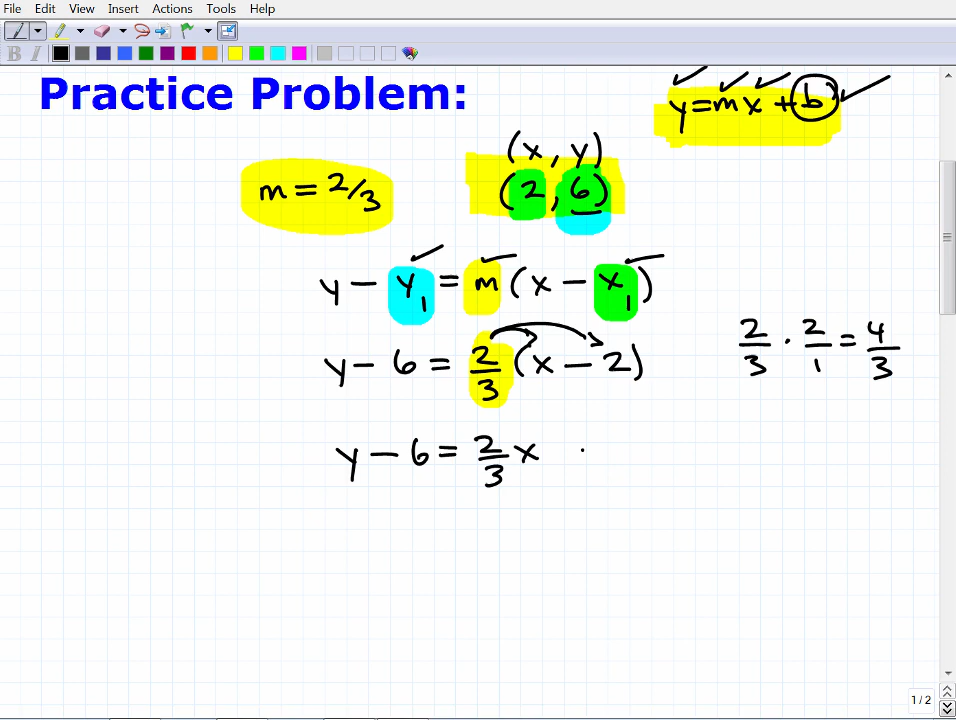 File Edit View Insert Actions Tools Help
B I
Practice Problem:
y = mx + b
(x, y)
m = 2/3
(2, 6)
y - y₁ = m(x - x₁)
y - 6 = 2/3(x - 2)
2/3 · 2/1 = 4/3
y - 6 = 2/3 x
1 / 2